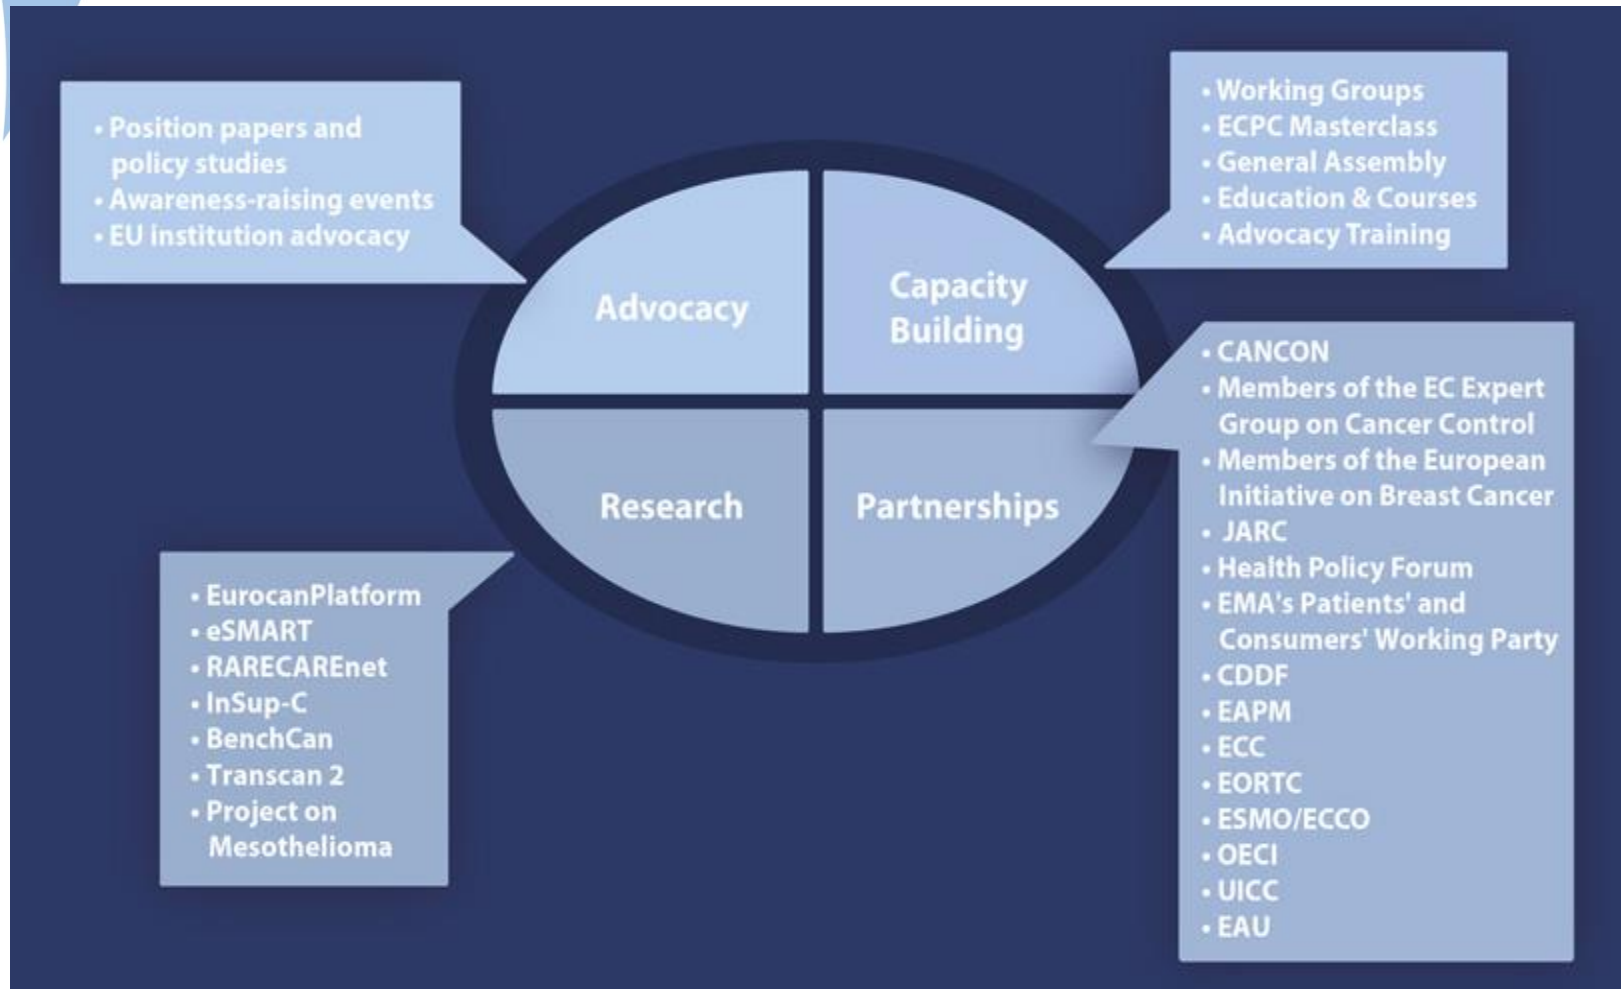 • Position papers and
policy studies
• Awareness-raising events
• EU institution advocacy
• Working Groups
• ECPC Masterclass
• General Assembly
• Education & Courses
• Advocacy Training
Advocacy
Capacity
Building
Research
Partnerships
• CANCON
• Members of the EC Expert
Group on Cancer Control
• Members of the European
Initiative on Breast Cancer
• JARC
• Health Policy Forum
• EMA's Patients' and
Consumers' Working Party
• CDDF
• EAPM
• ECC
• EORTC
• ESMO/ECCO
• OECI
• UICC
• EAU
• EurocanPlatform
• eSMART
• RARECAREnet
• InSup-C
• BenchCan
• Transcan 2
• Project on
Mesothelioma